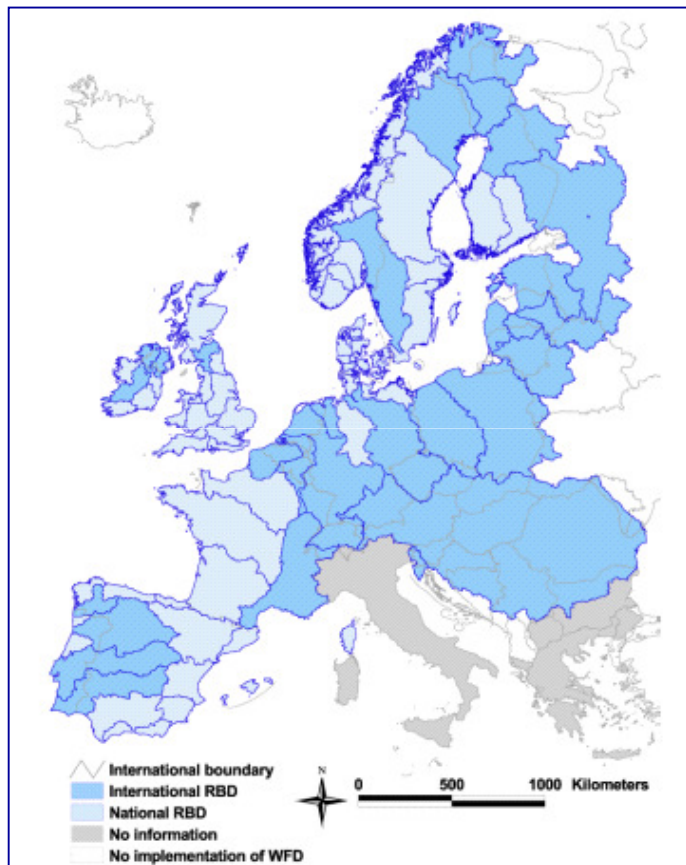 International boundary
International RBD
National RBD
No information
No implementation of WFD
N
0 500 1000 Kilometers